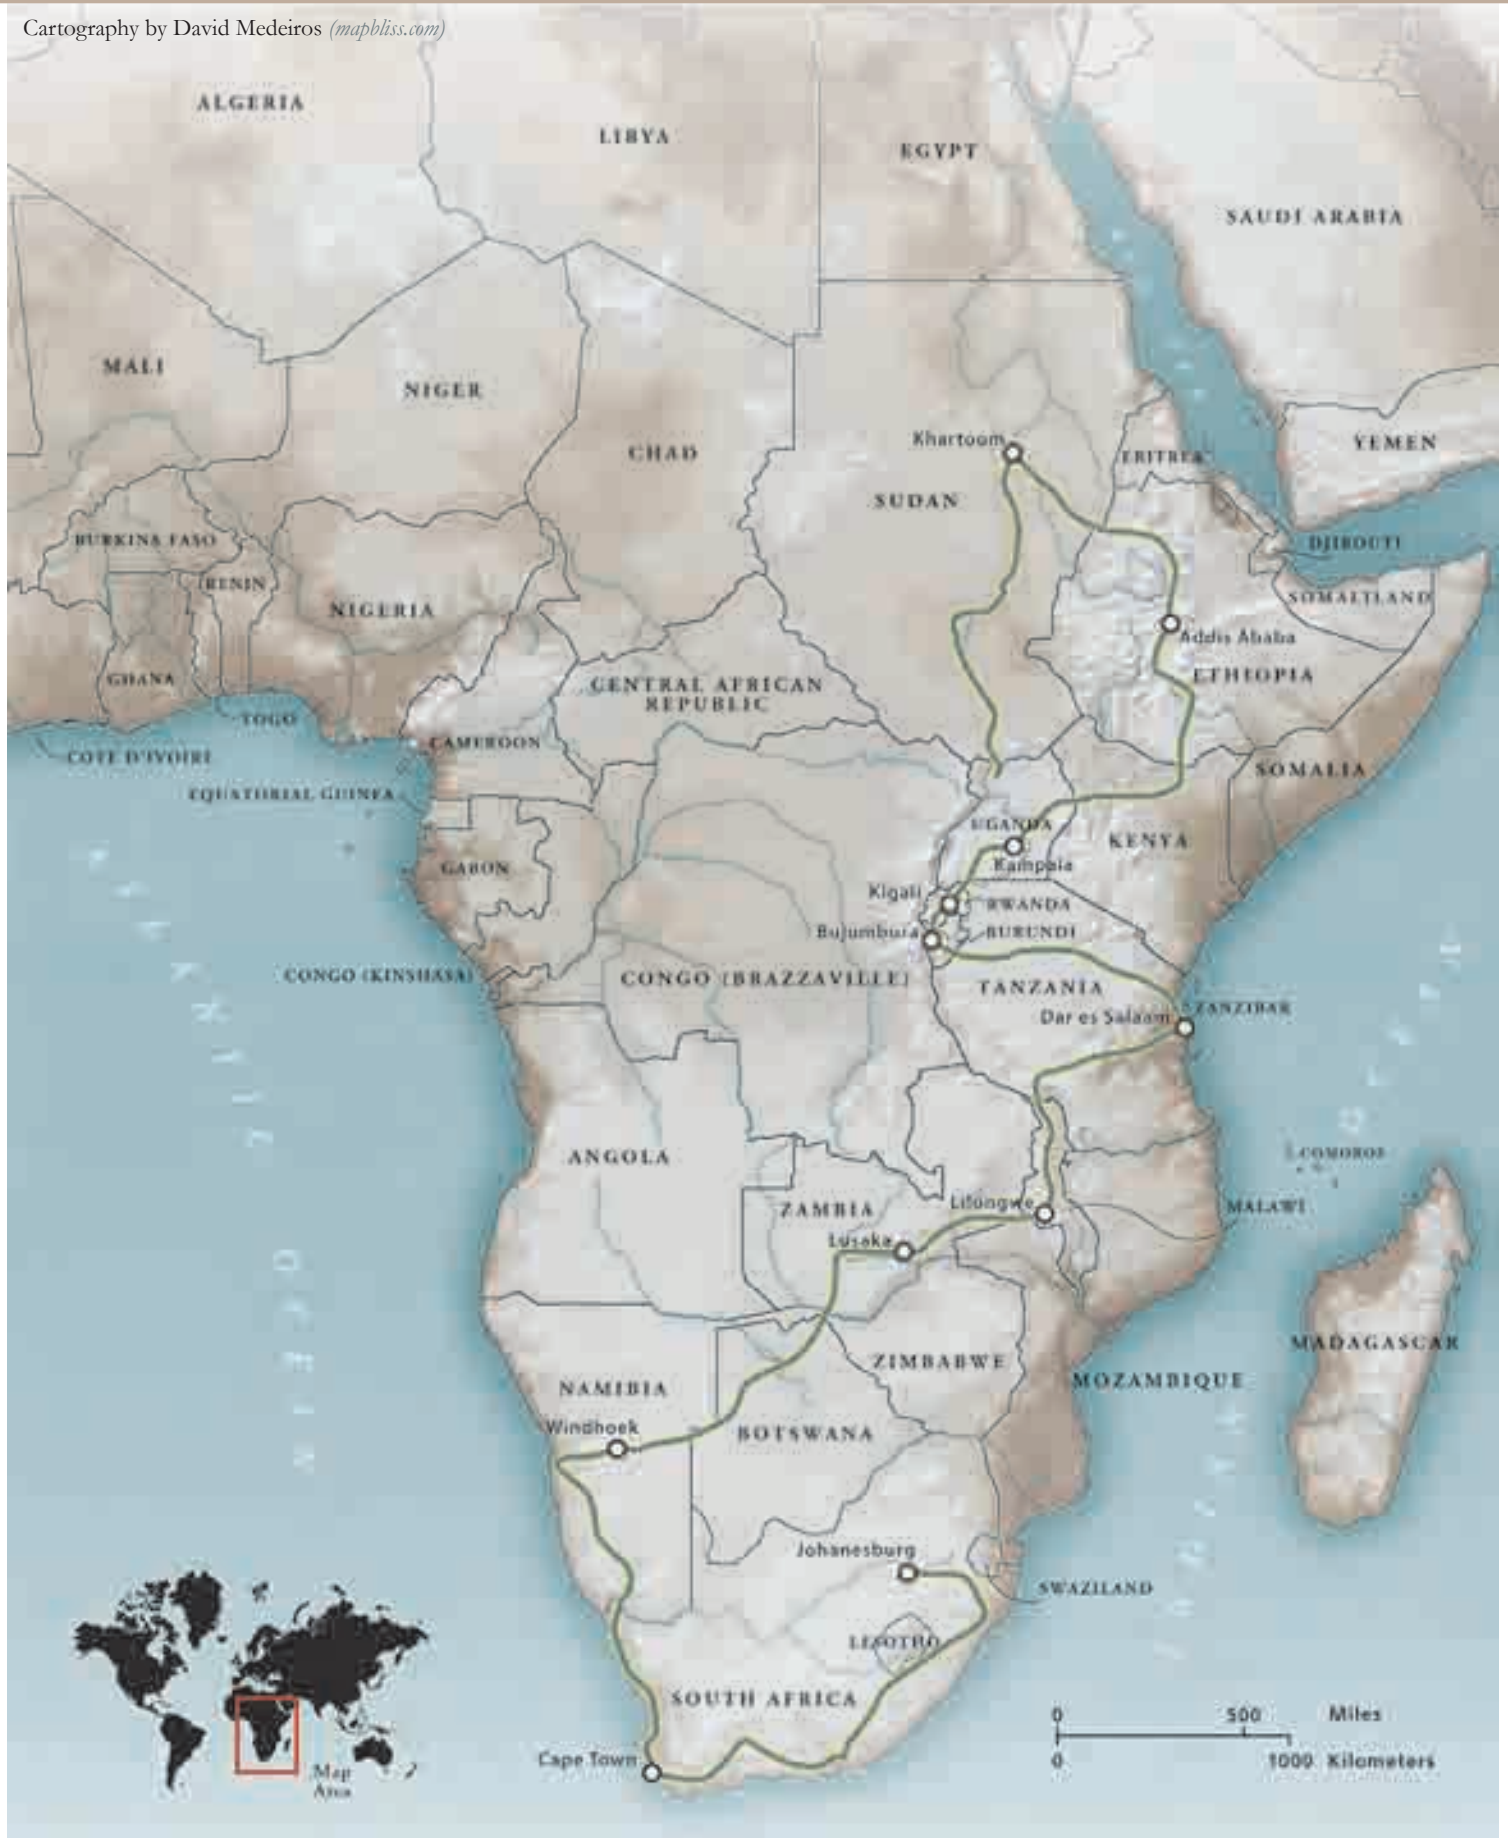 Cartography by David Medeiros (mapbliss.com)
ALGERIA
LIBYA
EGYPT
SAUDI ARABIA
MALI
NIGER
CHAD
Khartoom
ERITREA
YEMEN
SUDAN
BURKINA FASO
DJIBOUTI
BENIN
NIGERIA
SOMALILAND
Addis Ababa
GHANA
ETHIOPIA
CENTRAL AFRICAN
REPUBLIC
TOGO
CAMEROON
COTE D'IVOIRE
SOMALIA
EQUATORIAL GUINEA
UGANDA
KENYA
Kampala
GABON
Kigali
RWANDA
Bujumbura
BURUNDI
CONGO (KINSHASA)
CONGO (BRAZZAVILLE)
TANZANIA
ZANZIBAR
Dar es Salaam
ATLANTIC
OCEAN
ANGOLA
COMOROS
ZAMBIA
Lilongwe
MALAWI
Lusaka
MADAGASCAR
ZIMBABWE
MOZAMBIQUE
NAMIBIA
Windhoek
BOTSWANA
Johanesburg
SWAZILAND
LESOTHO
SOUTH AFRICA
0 500 Miles
0 1000 Kilometers
Cape Town
Map
Area